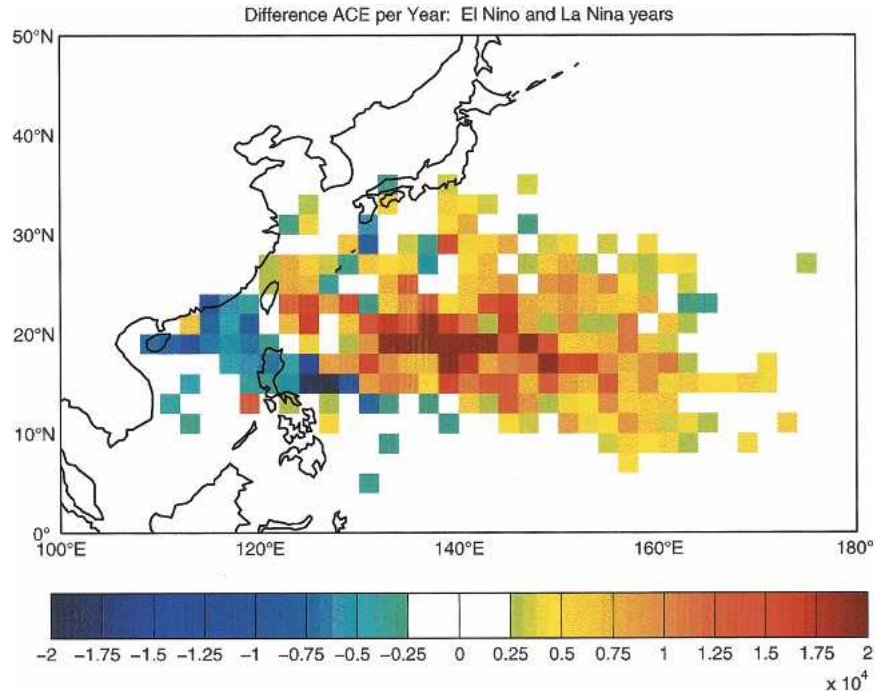 Difference ACE per Year: El Nino and La Nina years
50°N
40°N
30°N
20°N
10°N
0°
100°E 120°E 140°E 160°E 180°
−2 −1.75 −1.5 −1.25 −1 −0.75 −0.5 −0.25 0 0.25 0.5 0.75 1 1.25 1.5 1.75 2
x 10⁴